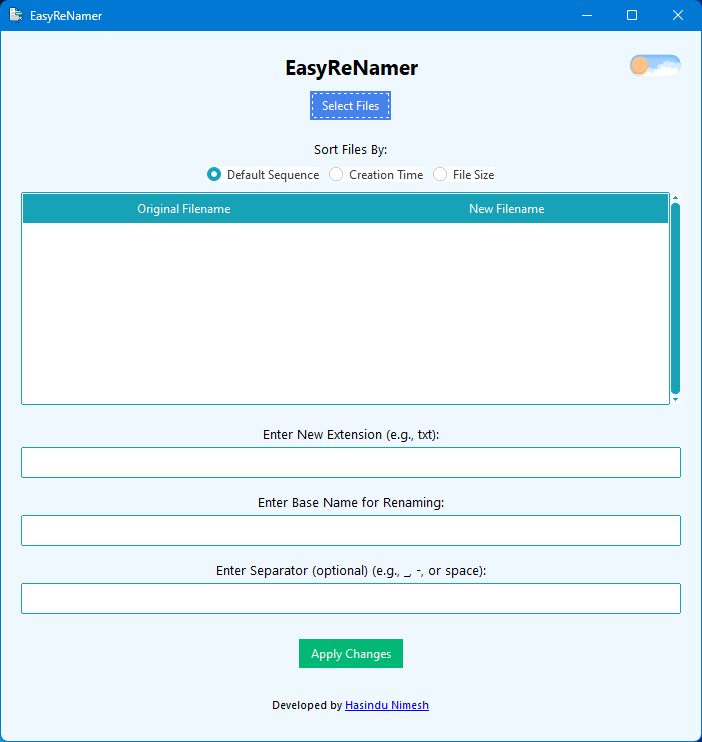 EasyReNamer
EasyReNamer
Select Files
Sort Files By:
Default Sequence Creation Time File Size
Original Filename New Filename
Enter New Extension (e.g., txt):
Enter Base Name for Renaming:
Enter Separator (optional) (e.g., _, -, or space):
Apply Changes
Developed by Hasindu Nimesh